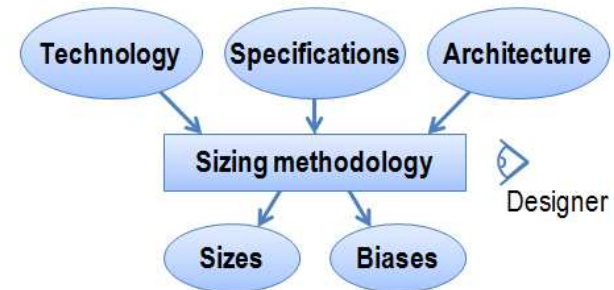 Technology
Specifications
Architecture
Sizing methodology
Designer
Sizes
Biases